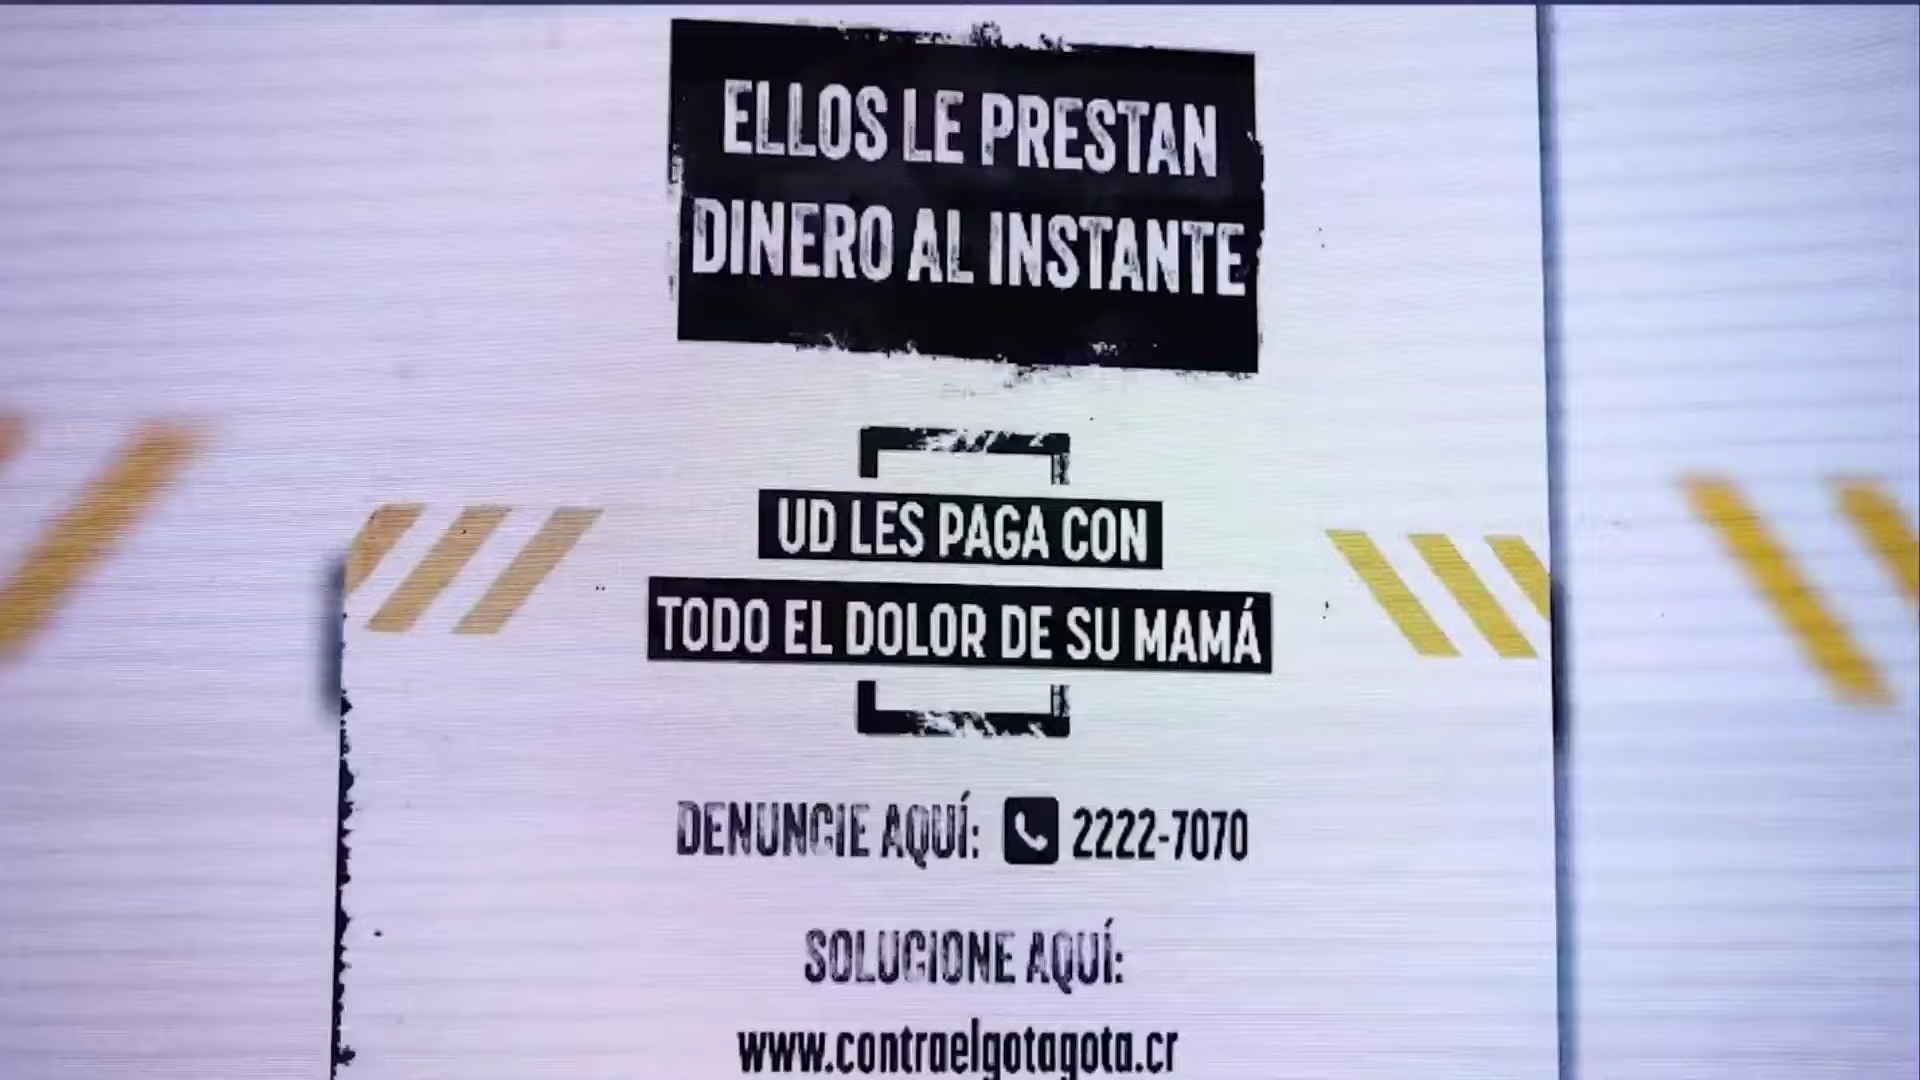 ELLOS LE PRESTAN
DINERO AL INSTANTE
UD LES PAGA CON
TODO EL DOLOR DE SU MAMÁ
DENUNCIE AQUÍ: 2222-7070
SOLUCIONE AQUÍ:
www.contraelgotagota.cr